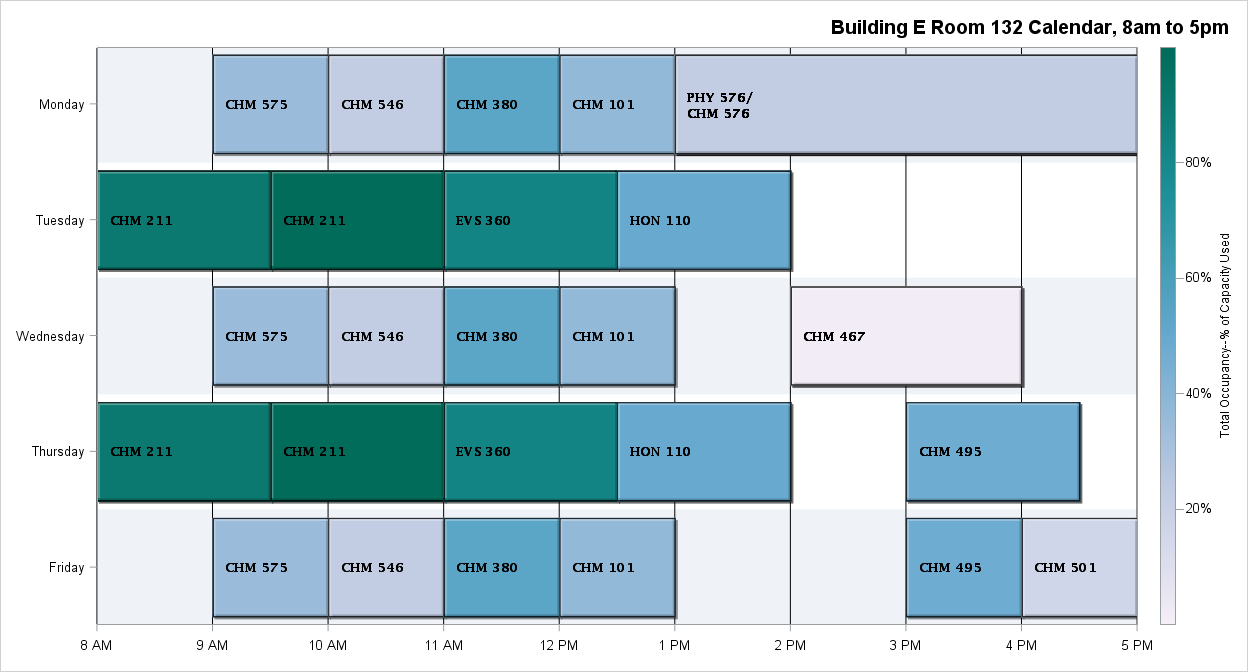 Building E Room 132 Calendar, 8am to 5pm
Monday
CHM 575
CHM 546
CHM 380
CHM 101
PHY 576/
CHM 576
Tuesday
CHM 211
CHM 211
EVS 360
HON 110
Wednesday
CHM 575
CHM 546
CHM 380
CHM 101
CHM 467
Thursday
CHM 211
CHM 211
EVS 360
HON 110
CHM 495
Friday
CHM 575
CHM 546
CHM 380
CHM 101
CHM 495
CHM 501
8 AM
9 AM
10 AM
11 AM
12 PM
1 PM
2 PM
3 PM
4 PM
5 PM
80%
60%
40%
20%
Total Occupancy--% of Capacity Used